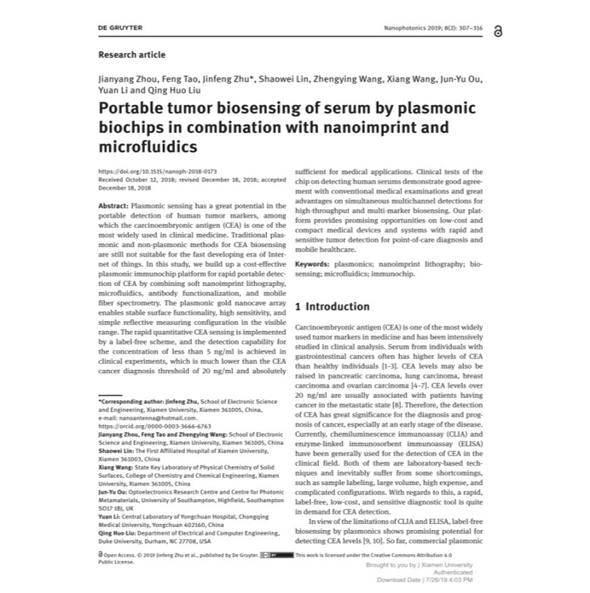 DE GRUYTER
Nanophotonics 2019; 8(2): 307–316
Research article
Jianyang Zhou, Feng Tao, Jinfeng Zhu*, Shaowei Lin, Zhengying Wang, Xiang Wang, Jun-Yu Ou,
Yuan Li and Qing Huo Liu
Portable tumor biosensing of serum by plasmonic
biochips in combination with nanoimprint and
microfluidics
https://doi.org/10.1515/nanoph-2018-0173
Received October 12, 2018; revised December 18, 2018; accepted
December 18, 2018
Abstract: Plasmonic sensing has a great potential in the
portable detection of human tumor markers, among
which the carcinoembryonic antigen (CEA) is one of the
most widely used in clinical medicine. Traditional plas-
monic and non-plasmonic methods for CEA biosensing
are still not suitable for the fast developing era of Inter-
net of things. In this study, we build up a cost-effective
plasmonic immunochip platform for rapid portable detec-
tion of CEA by combining soft nanoimprint lithography,
microfluidics, antibody functionalization, and mobile
fiber spectrometry. The plasmonic gold nanocave array
enables stable surface functionality, high sensitivity, and
simple reflective measuring configuration in the visible
range. The rapid quantitative CEA sensing is implemented
by a label-free scheme, and the detection capability for
the concentration of less than 5 ng/ml is achieved in
clinical experiments, which is much lower than the CEA
cancer diagnosis threshold of 20 ng/ml and absolutely
sufficient for medical applications. Clinical tests of the
chip on detecting human serums demonstrate good agree-
ment with conventional medical examinations and great
advantages on simultaneous multichannel detections for
high-throughput and multi-marker biosensing. Our plat-
form provides promising opportunities on low-cost and
compact medical devices and systems with rapid and
sensitive tumor detection for point-of-care diagnosis and
mobile healthcare.
Keywords: plasmonics; nanoimprint lithography; bio-
sensing; microfluidics; immunochip.
1 Introduction
Carcinoembryonic antigen (CEA) is one of the most widely
used tumor markers in medicine and has been intensively
studied in clinical analysis. Serum from individuals with
gastrointestinal cancers often has higher levels of CEA
than healthy individuals [1–3]. CEA levels may also be
raised in pancreatic carcinoma, lung carcinoma, breast
carcinoma and ovarian carcinoma [4–7]. CEA levels over
20 ng/ml are usually associated with patients having
cancer in the metastatic state [8]. Therefore, the detection
of CEA has great significance for the diagnosis and prog-
nosis of cancer, especially at an early stage of the disease.
Currently, chemiluminescence immunoassay (CLIA) and
enzyme-linked immunosorbent immunoassay (ELISA)
have been generally used for the detection of CEA in the
clinical field. Both of them are laboratory-based tech-
niques and inevitably suffer from some shortcomings,
such as sample labeling, large volume, high expense, and
complicated configurations. With regards to this, a rapid,
label-free, low-cost, and sensitive diagnostic tool is quite
in demand for CEA detection.
In view of the limitations of CLIA and ELISA, label-free
biosensing by plasmonics shows promising potential for
detecting CEA levels [9, 10]. So far, commercial plasmonic
*Corresponding author: Jinfeng Zhu, School of Electronic Science
and Engineering, Xiamen University, Xiamen 361005, China,
e-mail: nanoantenna@hotmail.com.
https://orcid.org/0000-0003-3666-6763
Jianyang Zhou, Feng Tao and Zhengying Wang: School of Electronic
Science and Engineering, Xiamen University, Xiamen 361005, China
Shaowei Lin: The First Affiliated Hospital of Xiamen University,
Xiamen 361003, China
Xiang Wang: State Key Laboratory of Physical Chemistry of Solid
Surfaces, College of Chemistry and Chemical Engineering, Xiamen
University, Xiamen 361005, China
Jun-Yu Ou: Optoelectronics Research Centre and Centre for Photonic
Metamaterials, University of Southampton, Highfield, Southampton
SO17 1BJ, UK
Yuan Li: Central Laboratory of Yongchuan Hospital, Chongqing
Medical University, Chongqing 402160, China
Qing Huo Liu: Department of Electrical and Computer Engineering,
Duke University, Durham, NC 27708, USA
Open Access. © 2019 Jinfeng Zhu et al., published by De Gruyter. This work is licensed under the Creative Commons Attribution 4.0
Public License.
Brought to you by | Xiamen University
Authenticated
Download Date | 7/26/19 4:03 PM